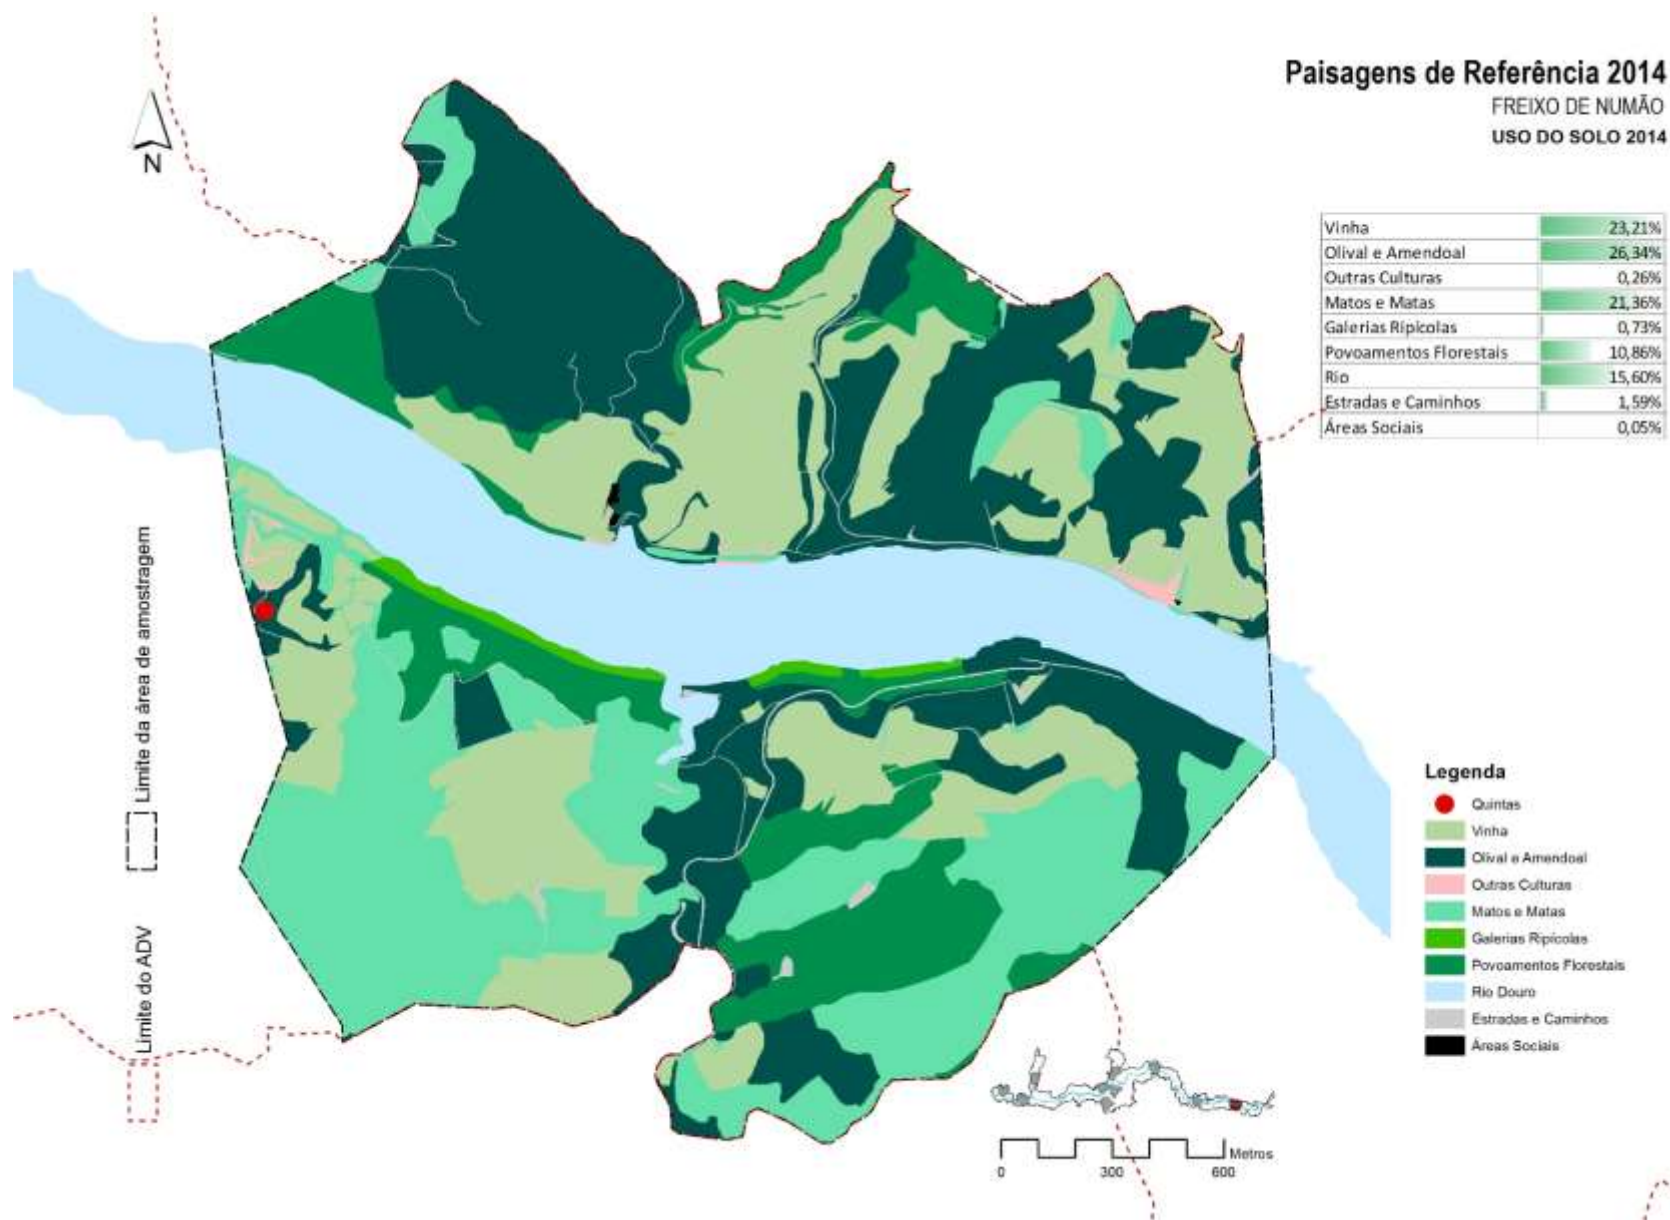 Paisagens de Referência 2014
FREIXO DE NUMÃO
USO DO SOLO 2014
N
Vinha 23,21%
Olival e Amendoal 26,34%
Outras Culturas 0,26%
Matos e Matas 21,36%
Galerias Ripícolas 0,73%
Povoamentos Florestais 10,86%
Rio 15,60%
Estradas e Caminhos 1,59%
Áreas Sociais 0,05%
Limite da área de amostragem
Limite do ADV
Legenda
Quintas
Vinha
Olival e Amendoal
Outras Culturas
Matos e Matas
Galerias Ripícolas
Povoamentos Florestais
Rio Douro
Estradas e Caminhos
Áreas Sociais
Metros
0 300 600